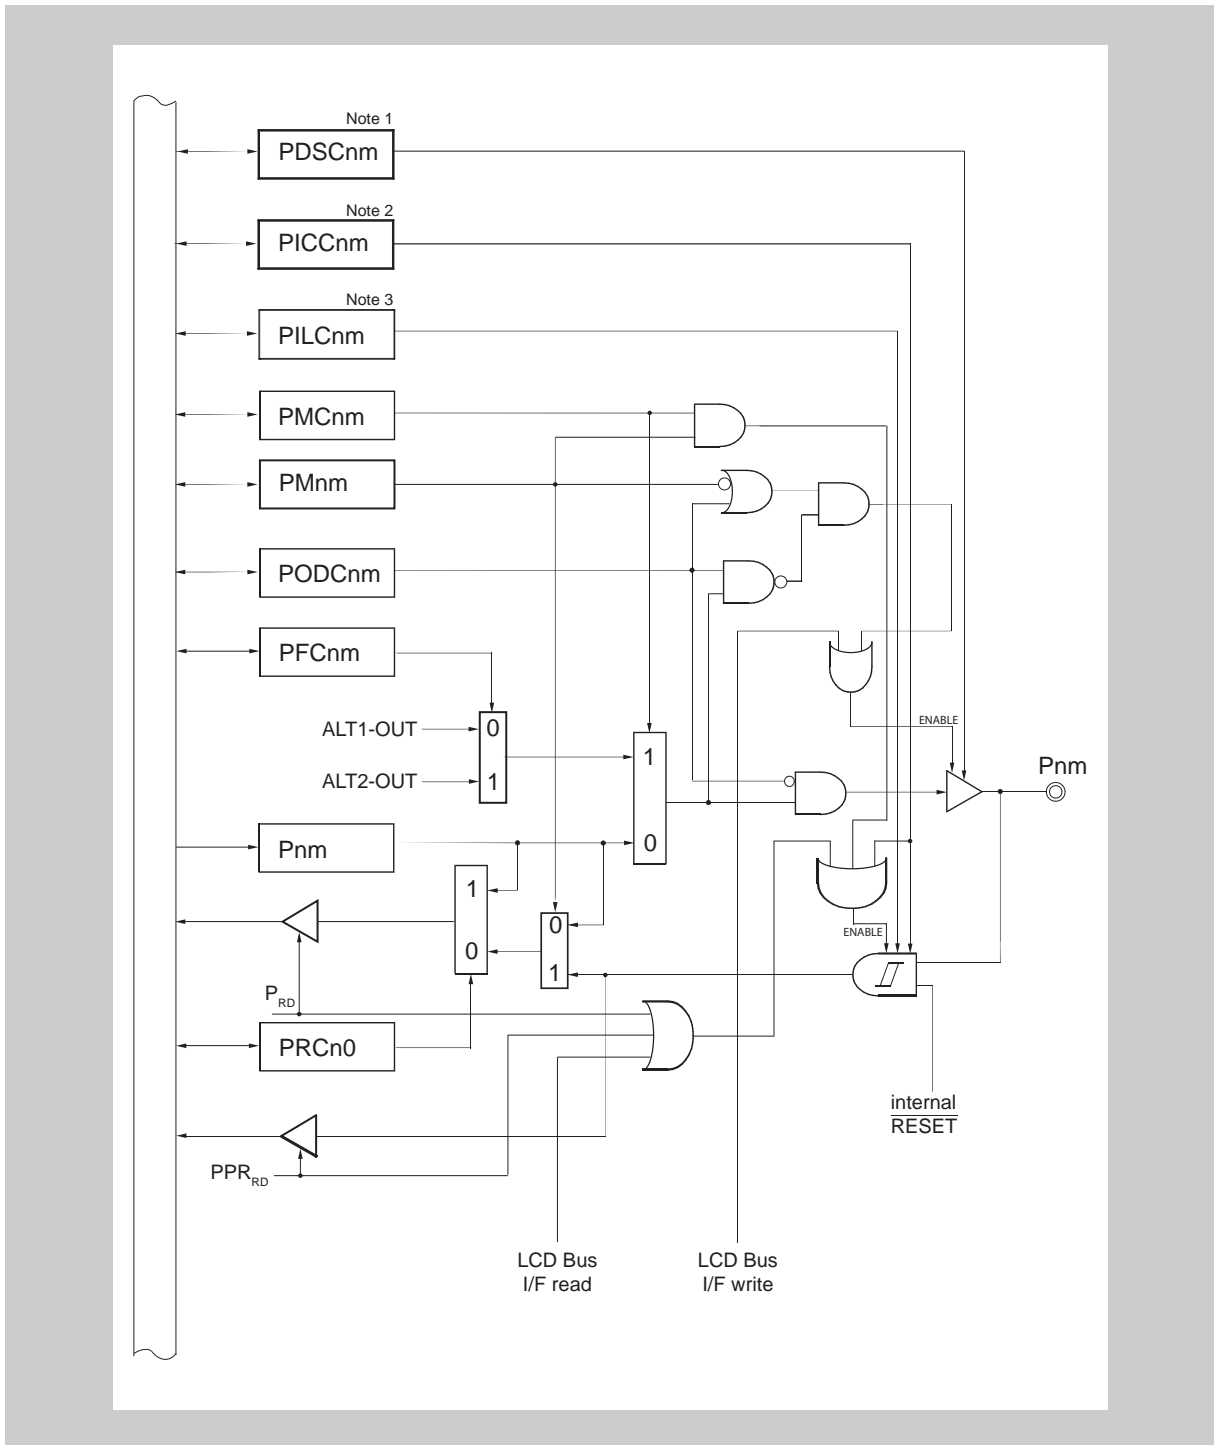 Note 1
PDSCnm
Note 2
PICCnm
Note 3
PILCnm
PMCnm
PMnm
PODCnm
PFCnm
ALT1-OUT
0
ALT2-OUT
1
1
0
ENABLE
Pnm
Pnm
1
0
0
1
ENABLE
PRD
PRCn0
internal
RESET
PPRRD
LCD Bus
I/F read
LCD Bus
I/F write